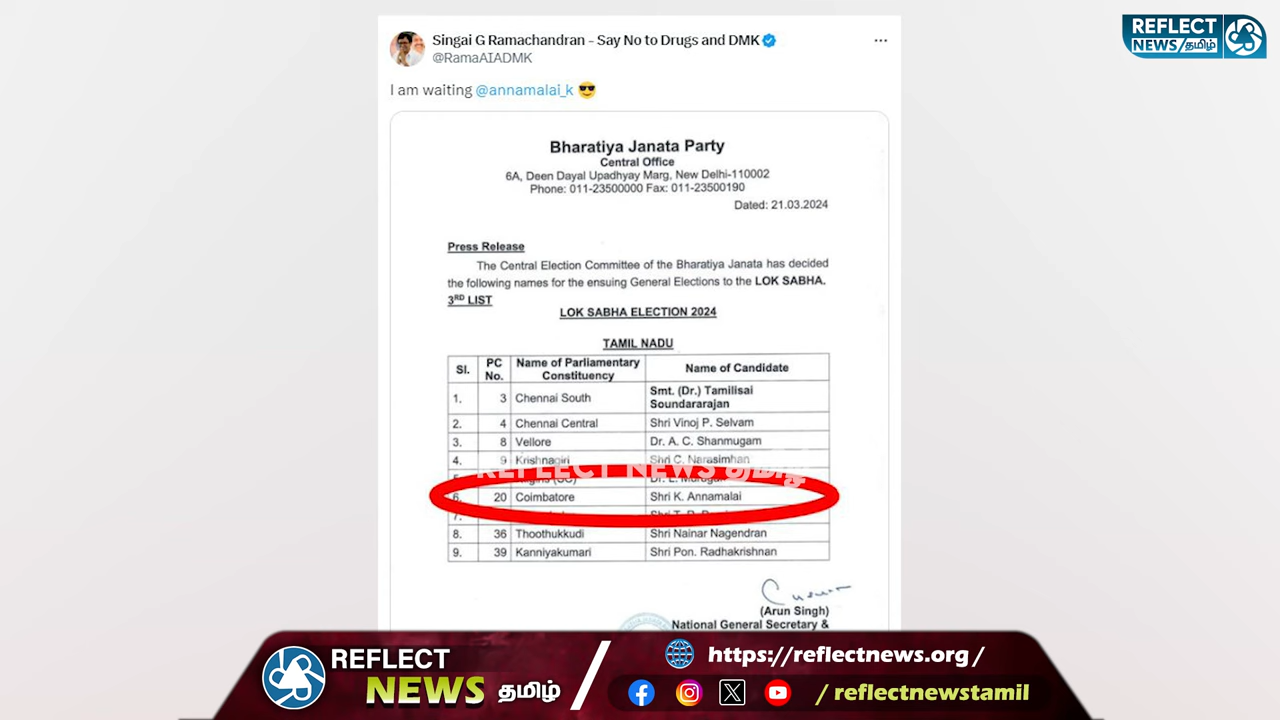 REFLECT
NEWS/தமிழ்
Singai G Ramachandran - Say No to Drugs and DMK
@RamaAIADMK
I am waiting @annamalai_k
Bharatiya Janata Party
Central Office
6A, Deen Dayal Upadhyay Marg, New Delhi-110002
Phone: 011-23500000 Fax: 011-23500190
Dated: 21.03.2024
Press Release
The Central Election Committee of the Bharatiya Janata has decided
the following names for the ensuing General Elections to the LOK SABHA.
3RD LIST
LOK SABHA ELECTION 2024
TAMIL NADU
Sl. PC No. Name of Parliamentary Constituency Name of Candidate
1. 3 Chennai South Smt. (Dr.) Tamilisai Soundararajan
2. 4 Chennai Central Shri Vinoj P. Selvam
3. 8 Vellore Dr. A. C. Shanmugam
4. 9 Krishnagiri Shri C. Narasimhan
REFLECT NEWS தமிழ்
5. (SC) Dr. L.
6. 20 Coimbatore Shri K. Annamalai
7. Shri T. R.
8. 36 Thoothukkudi Shri Nainar Nagendran
9. 39 Kanniyakumari Shri Pon. Radhakrishnan
(Arun Singh)
National General Secretary &
REFLECT
NEWS தமிழ்
https://reflectnews.org/
/reflectnewstamil